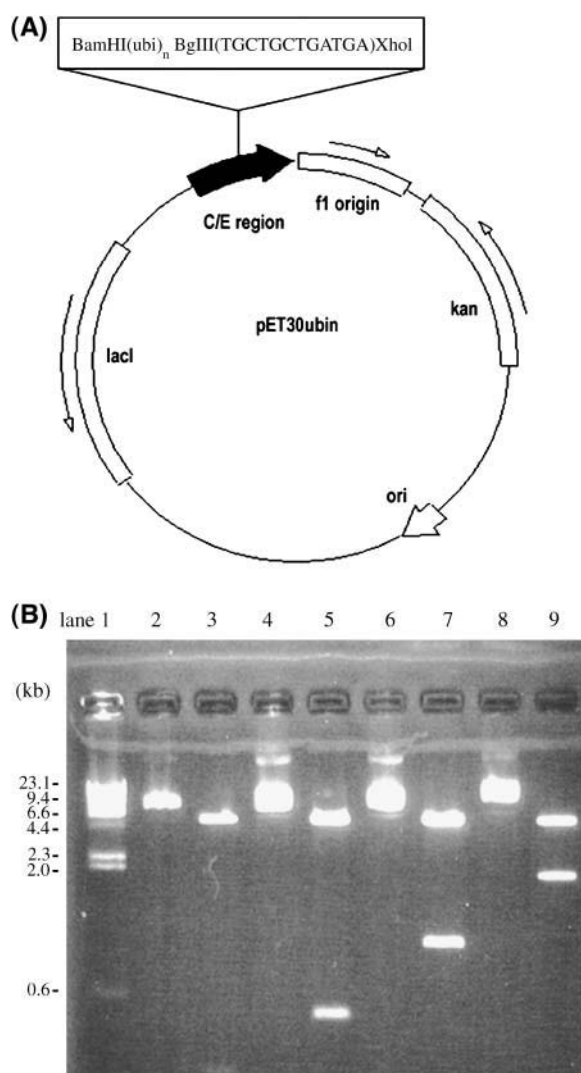 (A)
BamHI(ubi)n BgIII(TGCTGCTGATGA)XhoI
C/E region
f1 origin
kan
pET30ubin
lacI
ori
(B)
lane 1 2 3 4 5 6 7 8 9
(kb)
23.1
9.4
6.6
4.4
2.3
2.0
0.6